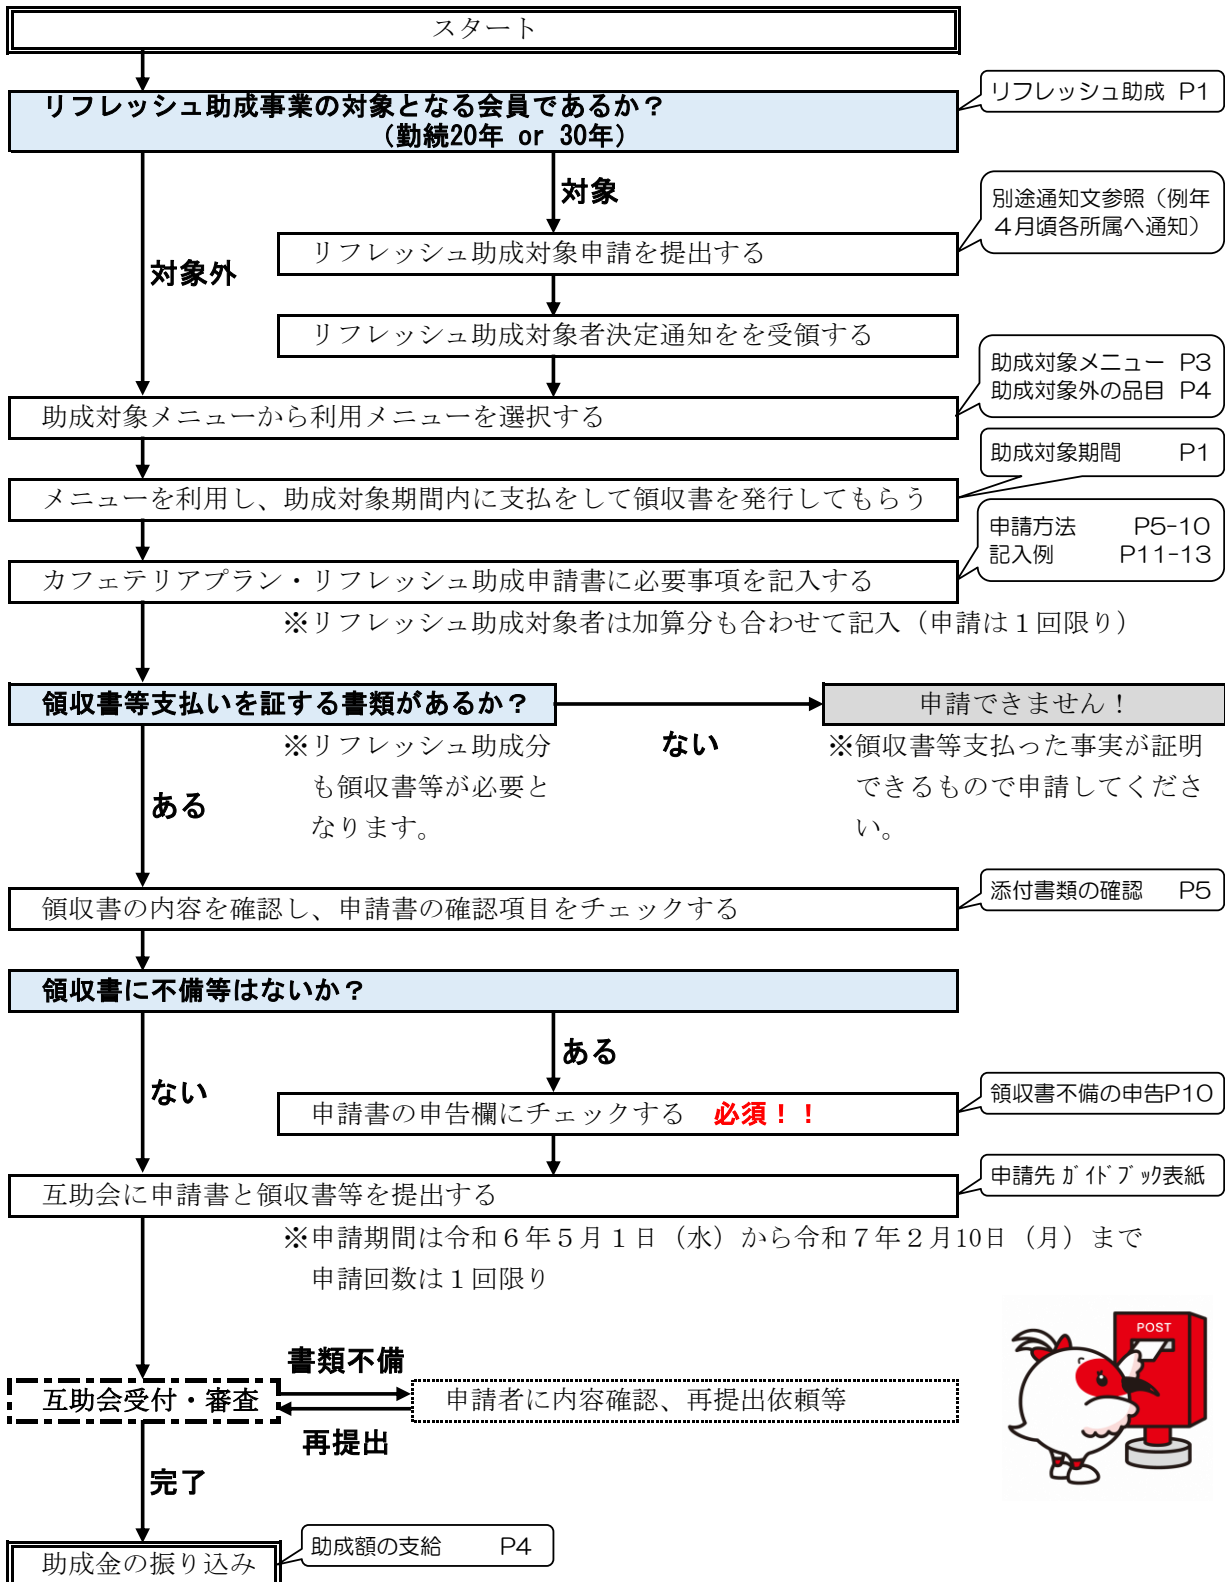 スタート
リフレッシュ助成事業の対象となる会員であるか？
（勤続20年 or 30年）
リフレッシュ助成 P1
対象
別途通知文参照（例年
４月頃各所属へ通知）
リフレッシュ助成対象申請を提出する
対象外
リフレッシュ助成対象者決定通知をを受領する
助成対象メニュー P3
助成対象外の品目 P4
助成対象メニューから利用メニューを選択する
助成対象期間 P1
メニューを利用し、助成対象期間内に支払をして領収書を発行してもらう
申請方法 P5-10
記入例 P11-13
カフェテリアプラン・リフレッシュ助成申請書に必要事項を記入する
※リフレッシュ助成対象者は加算分も合わせて記入（申請は１回限り）
領収書等支払いを証する書類があるか？
申請できません！
※リフレッシュ助成分
も領収書等が必要と
なります。
ない
※領収書等支払った事実が証明
できるもので申請してくださ
い。
ある
領収書の内容を確認し、申請書の確認項目をチェックする
添付書類の確認 P5
領収書に不備等はないか？
ある
ない
申請書の申告欄にチェックする 必須！！
領収書不備の申告P10
互助会に申請書と領収書等を提出する
申請先 ｶﾞｲﾄﾞﾌﾞｯｸ表紙
※申請期間は令和６年５月１日（水）から令和７年２月10日（月）まで
申請回数は１回限り
POST
書類不備
互助会受付・審査
申請者に内容確認、再提出依頼等
再提出
完了
助成金の振り込み
助成額の支給 P4